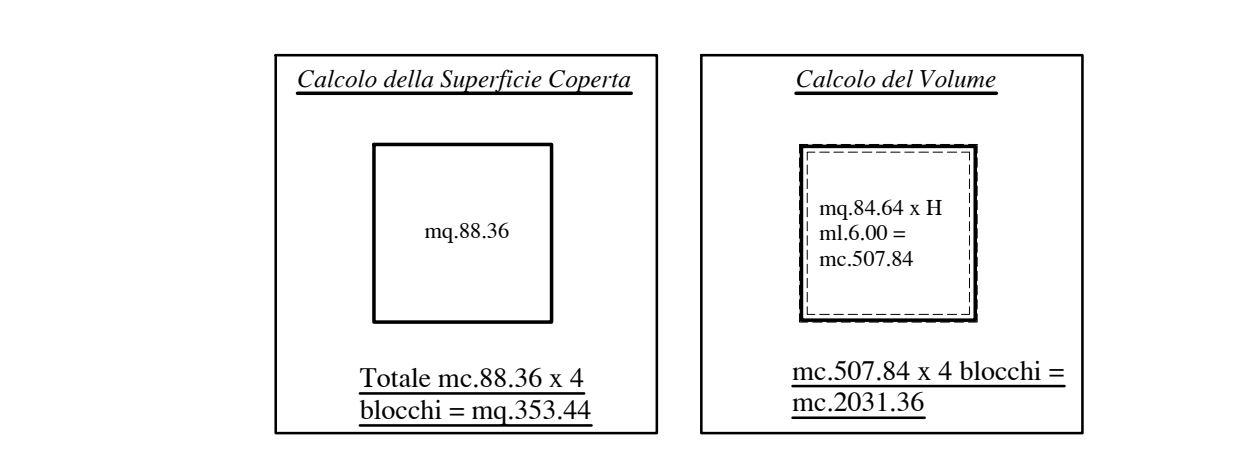 Calcolo della Superficie Coperta
mq.88.36
Totale mc.88.36 x 4
blocchi = mq.353.44
Calcolo del Volume
mq.84.64 x H
ml.6.00 =
mc.507.84
mc.507.84 x 4 blocchi =
mc.2031.36